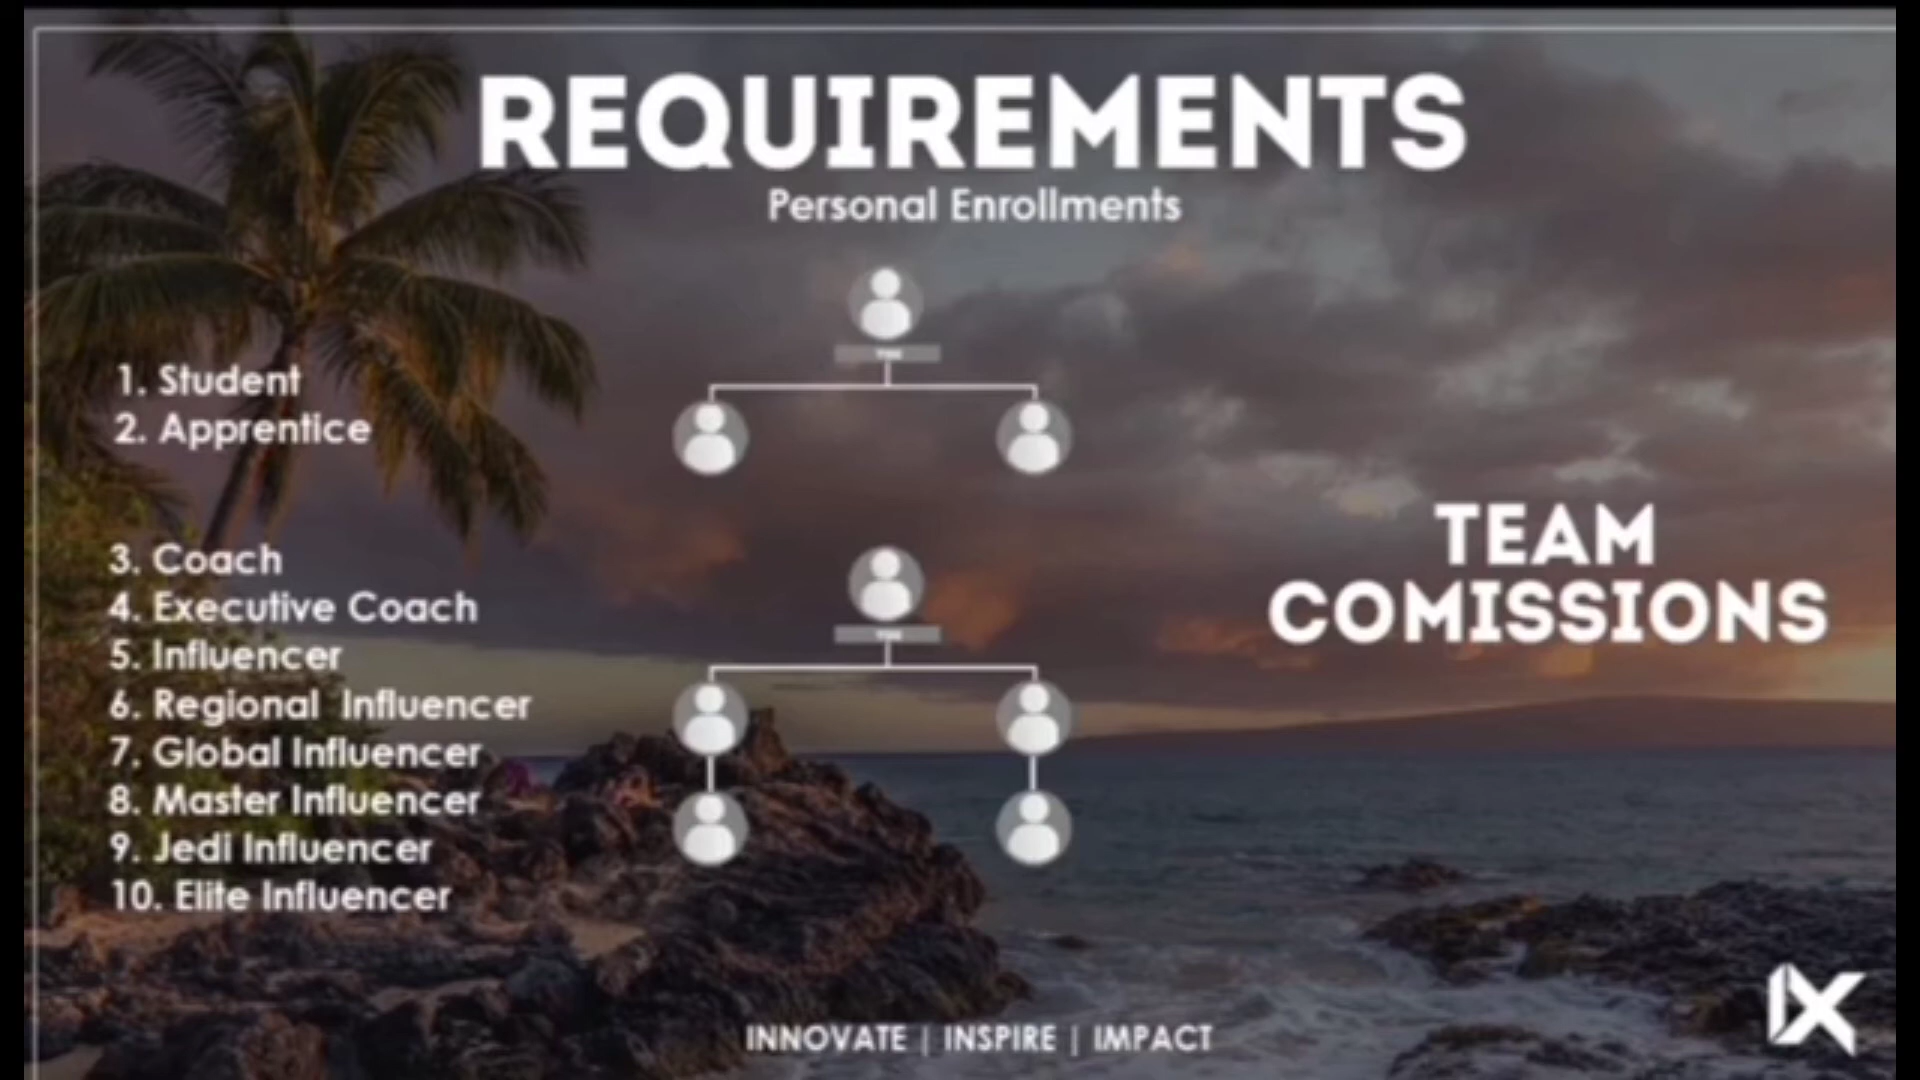 REQUIREMENTS
Personal Enrollments
1. Student
2. Apprentice
3. Coach
4. Executive Coach
5. Influencer
6. Regional Influencer
7. Global Influencer
8. Master Influencer
9. Jedi Influencer
10. Elite Influencer
TEAM
COMISSIONS
INNOVATE | INSPIRE | IMPACT
IX